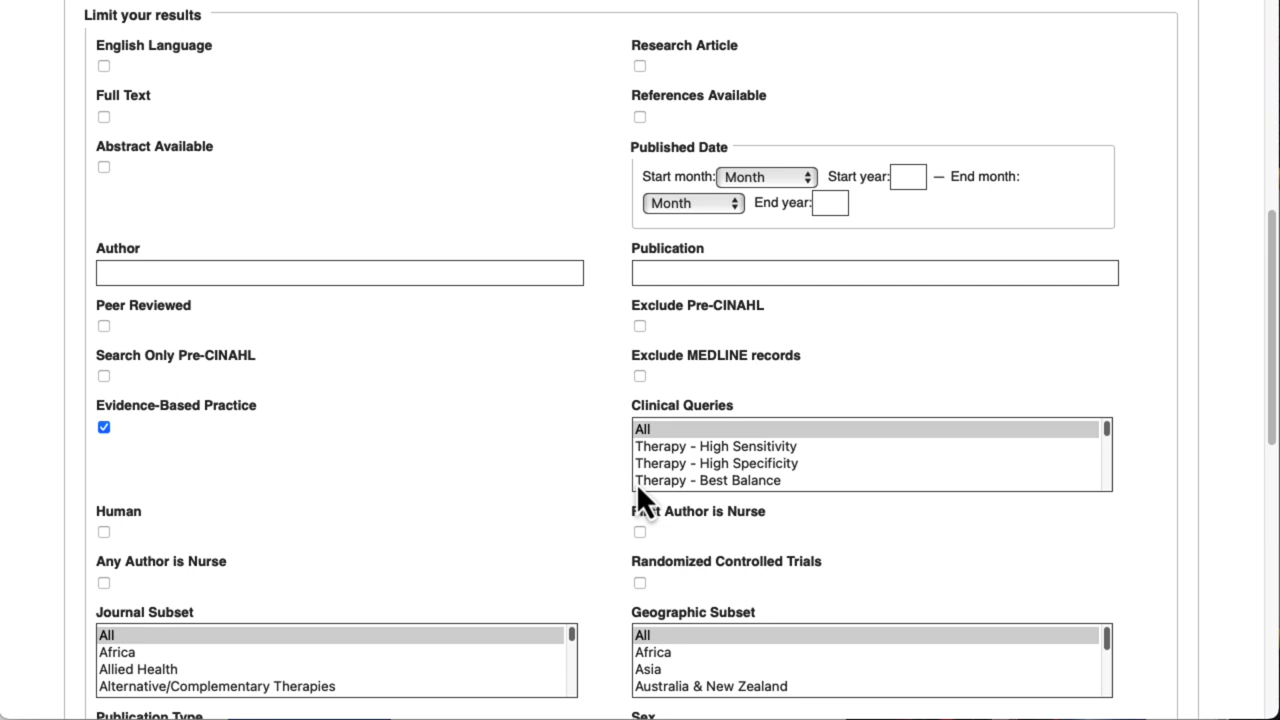 Limit your results
English Language
Research Article
Full Text
References Available
Abstract Available
Published Date
Start month: Month Start year: — End month:
Month End year:
Author
Publication
Peer Reviewed
Exclude Pre-CINAHL
Search Only Pre-CINAHL
Exclude MEDLINE records
Evidence-Based Practice
Clinical Queries
All
Therapy - High Sensitivity
Therapy - High Specificity
Therapy - Best Balance
Human
First Author is Nurse
Any Author is Nurse
Randomized Controlled Trials
Journal Subset
All
Africa
Allied Health
Alternative/Complementary Therapies
Geographic Subset
All
Africa
Asia
Australia & New Zealand
Publication Type
Sex